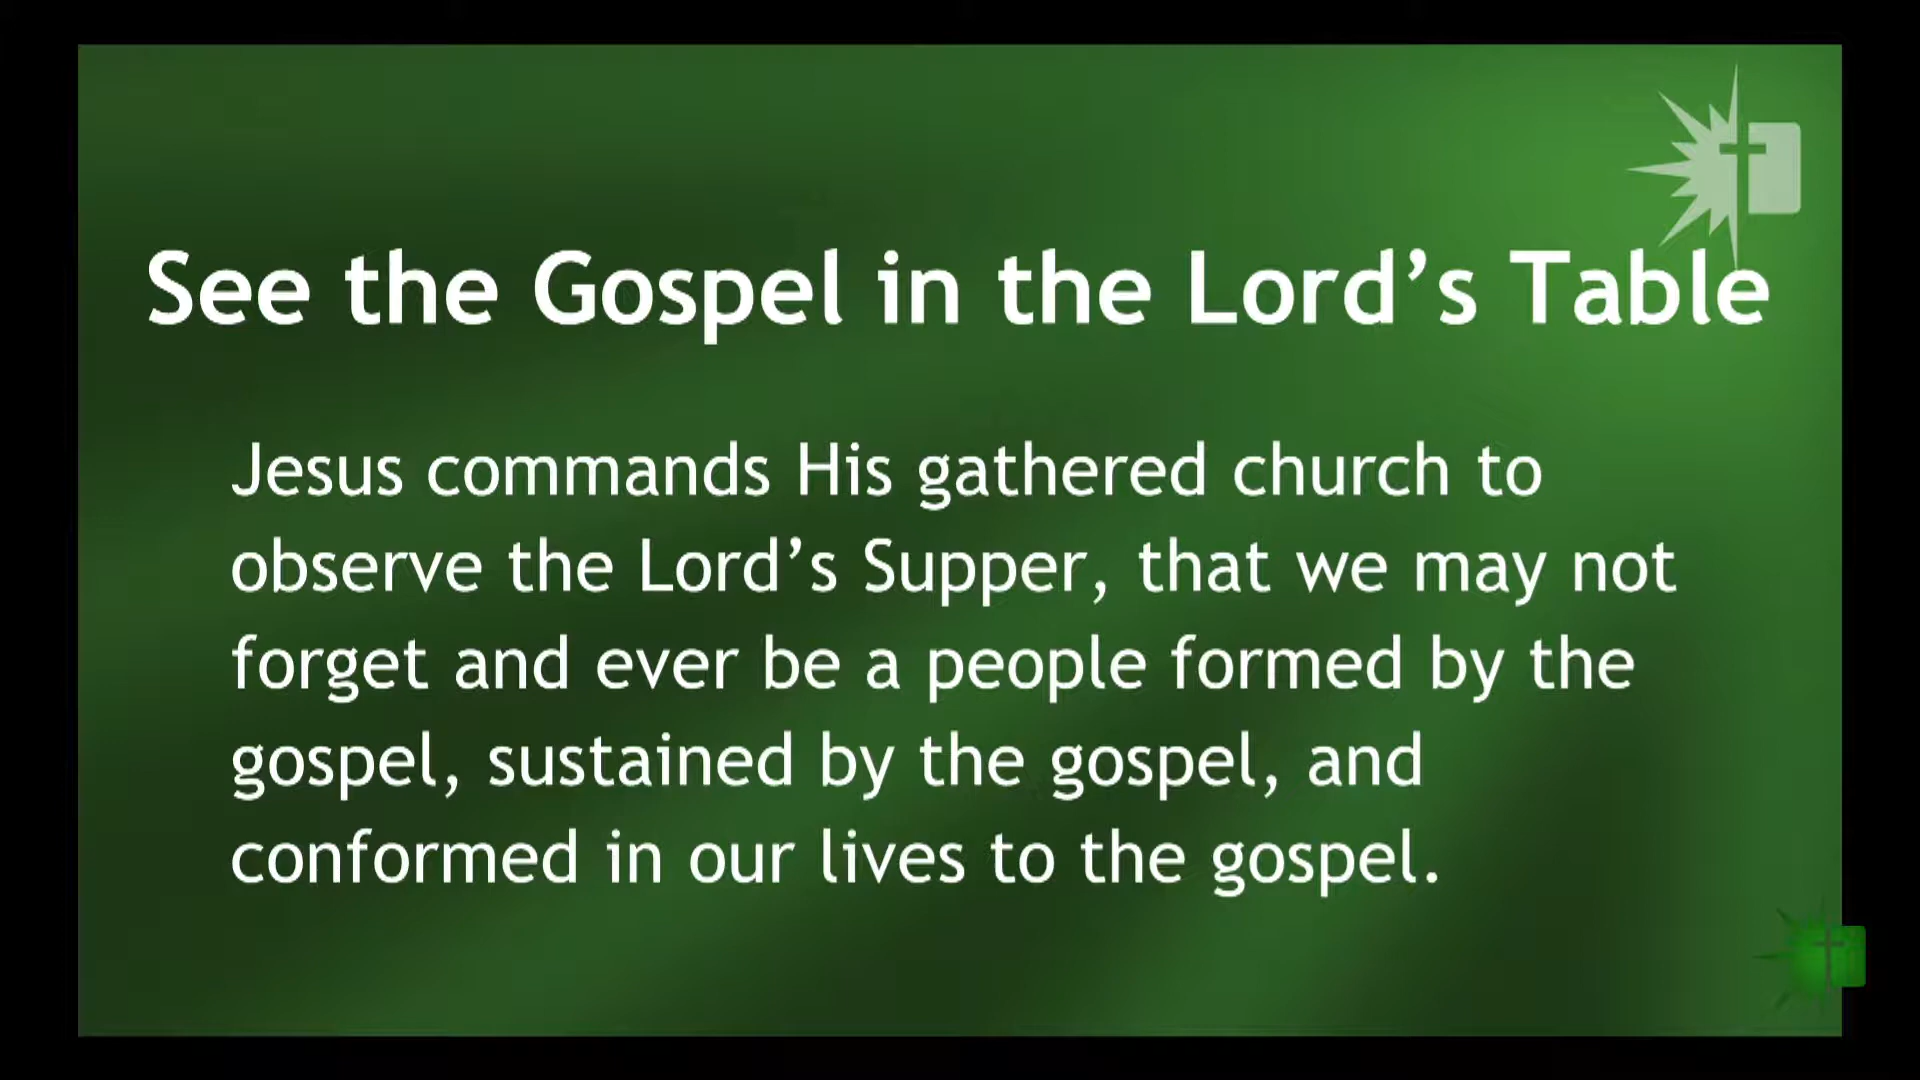 See the Gospel in the Lord’s Table
Jesus commands His gathered church to
observe the Lord’s Supper, that we may not
forget and ever be a people formed by the
gospel, sustained by the gospel, and
conformed in our lives to the gospel.